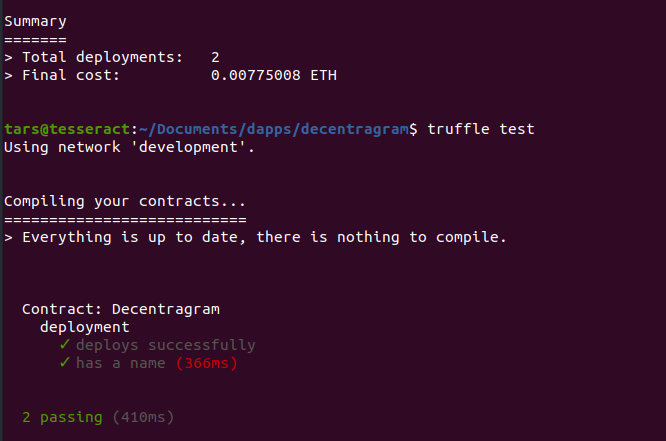 Summary
=======
> Total deployments:   2
> Final cost:          0.00775008 ETH
tars@tesseract:~/Documents/dapps/decentragram$ truffle test
Using network 'development'.
Compiling your contracts...
===========================
> Everything is up to date, there is nothing to compile.
Contract: Decentragram
deployment
✓ deploys successfully
✓ has a name (366ms)
2 passing (410ms)